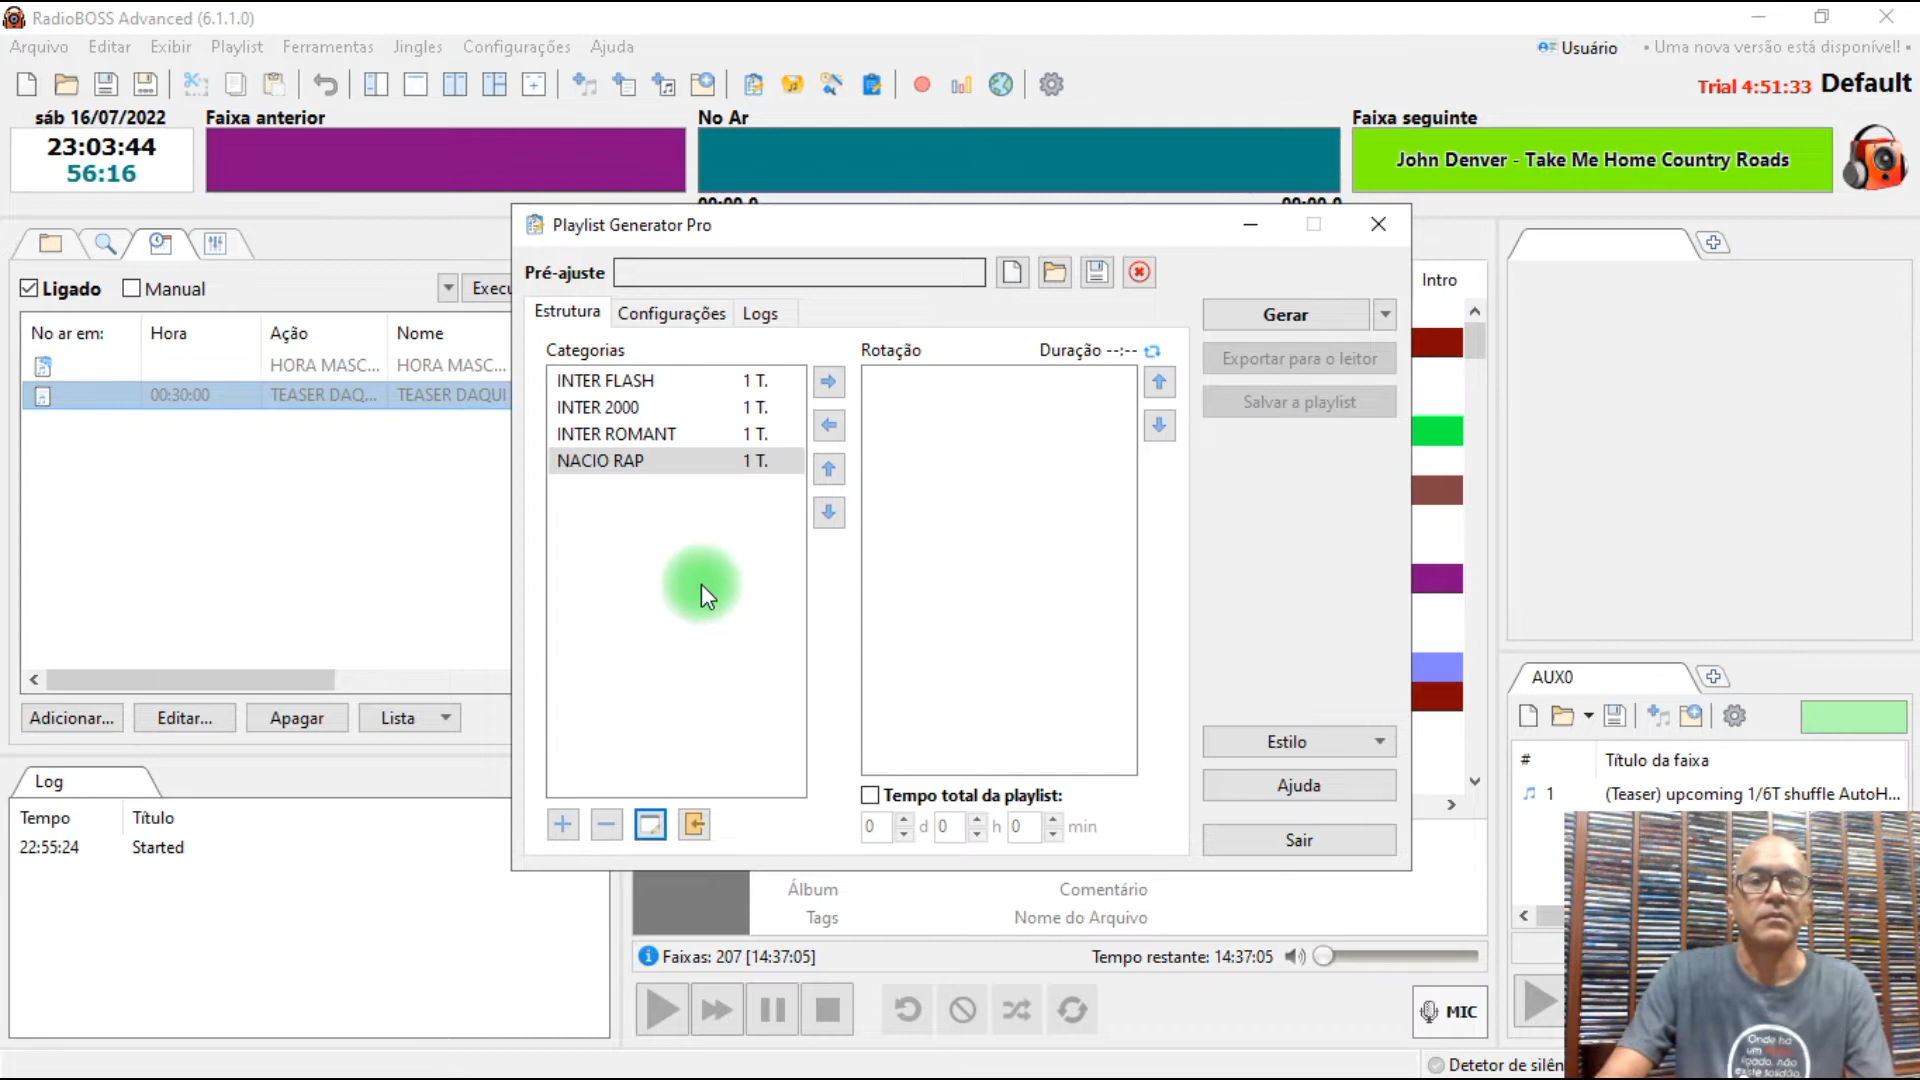 RadioBOSS Advanced (6.1.1.0)
Arquivo Editar Exibir Playlist Ferramentas Jingles Configurações Ajuda
Usuário
Uma nova versão está disponível!
Trial 4:51:33 Default
sáb 16/07/2022
23:03:44
56:16
Faixa anterior
No Ar
Faixa seguinte
John Denver - Take Me Home Country Roads
Ligado
Manual
No ar em: Hora Ação Nome
HORA MASC... HORA MASC...
00:30:00 TEASER DAQ... TEASER DAQUI
Adicionar... Editar... Apagar Lista
Log
Tempo Título
22:55:24 Started
Playlist Generator Pro
Pré-ajuste
Estrutura Configurações Logs
Categorias
INTER FLASH 1 T.
INTER 2000 1 T.
INTER ROMANT 1 T.
NACIO RAP 1 T.
Rotação Duração --:--
Tempo total da playlist:
0 d 0 h 0 min
Gerar
Exportar para o leitor
Salvar a playlist
Estilo
Ajuda
Sair
Intro
Álbum Comentário
Tags Nome do Arquivo
Faixas: 207 [14:37:05]
Tempo restante: 14:37:05
MIC
AUX0
# Título da faixa
1 (Teaser) upcoming 1/6T shuffle AutoH...
Onde há
um
ligado, não